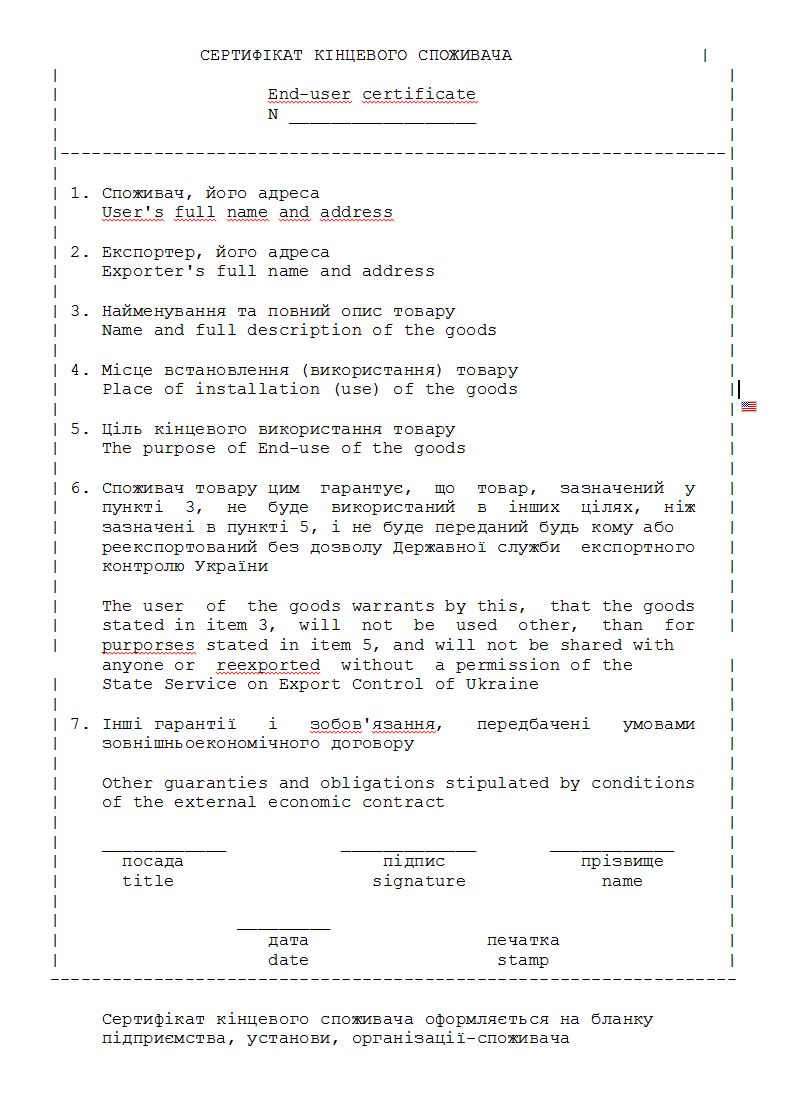 СЕРТИФІКАТ КІНЦЕВОГО СПОЖИВАЧА
End-user certificate
N __________________
1. Споживач, його адреса
User's full name and address
2. Експортер, його адреса
Exporter's full name and address
3. Найменування та повний опис товару
Name and full description of the goods
4. Місце встановлення (використання) товару
Place of installation (use) of the goods
5. Ціль кінцевого використання товару
The purpose of End-use of the goods
6. Споживач товару цим гарантує, що товар, зазначений у
пункті 3, не буде використаний в інших цілях, ніж
зазначені в пункті 5, і не буде переданий будь кому або
реекспортований без дозволу Державної служби експортного
контролю України
The user of the goods warrants by this, that the goods
stated in item 3, will not be used other, than for
purporses stated in item 5, and will not be shared with
anyone or reexported without a permission of the
State Service on Export Control of Ukraine
7. Інші гарантії і зобов'язання, передбачені умовами
зовнішньоекономічного договору
Other guaranties and obligations stipulated by conditions
of the external economic contract
____________ _____________ ____________
посада підпис прізвище
title signature name
_________
дата печатка
date stamp
Сертифікат кінцевого споживача оформляється на бланку
підприємства, установи, організації-споживача